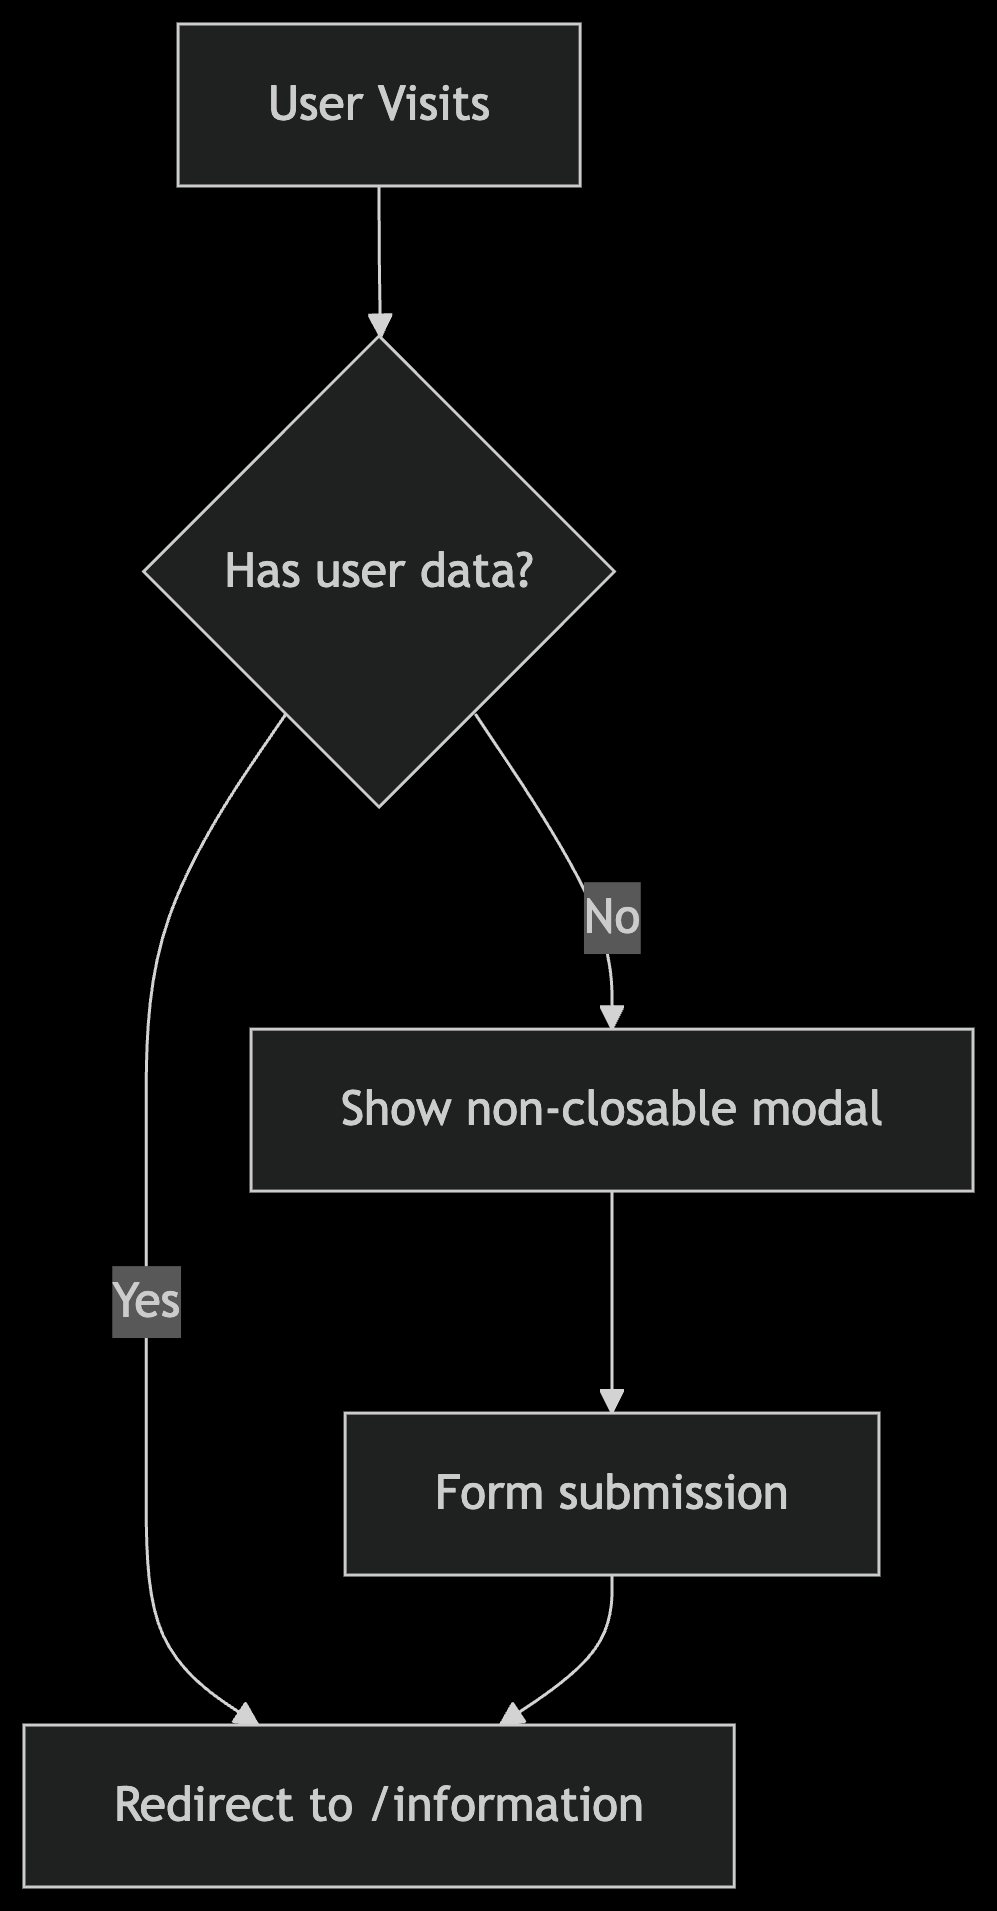 User Visits
Has user data?
No
Show non-closable modal
Yes
Form submission
Redirect to /information